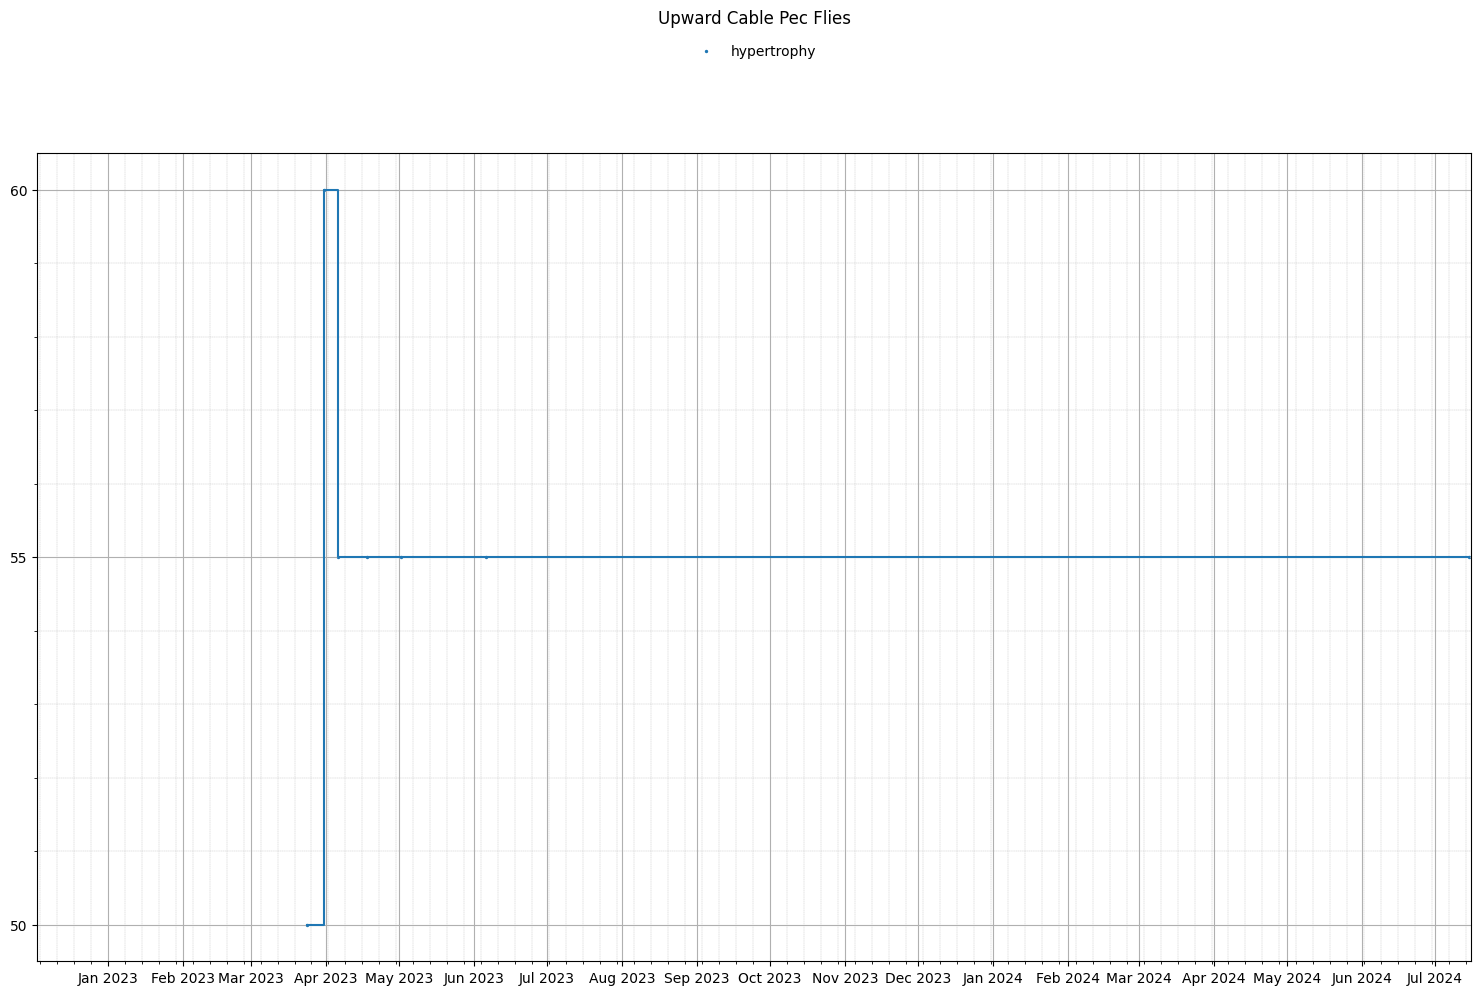 Upward Cable Pec Flies
hypertrophy
60
55
50
Jan 2023 Feb 2023 Mar 2023 Apr 2023 May 2023 Jun 2023 Jul 2023 Aug 2023 Sep 2023 Oct 2023 Nov 2023 Dec 2023 Jan 2024 Feb 2024 Mar 2024 Apr 2024 May 2024 Jun 2024 Jul 2024